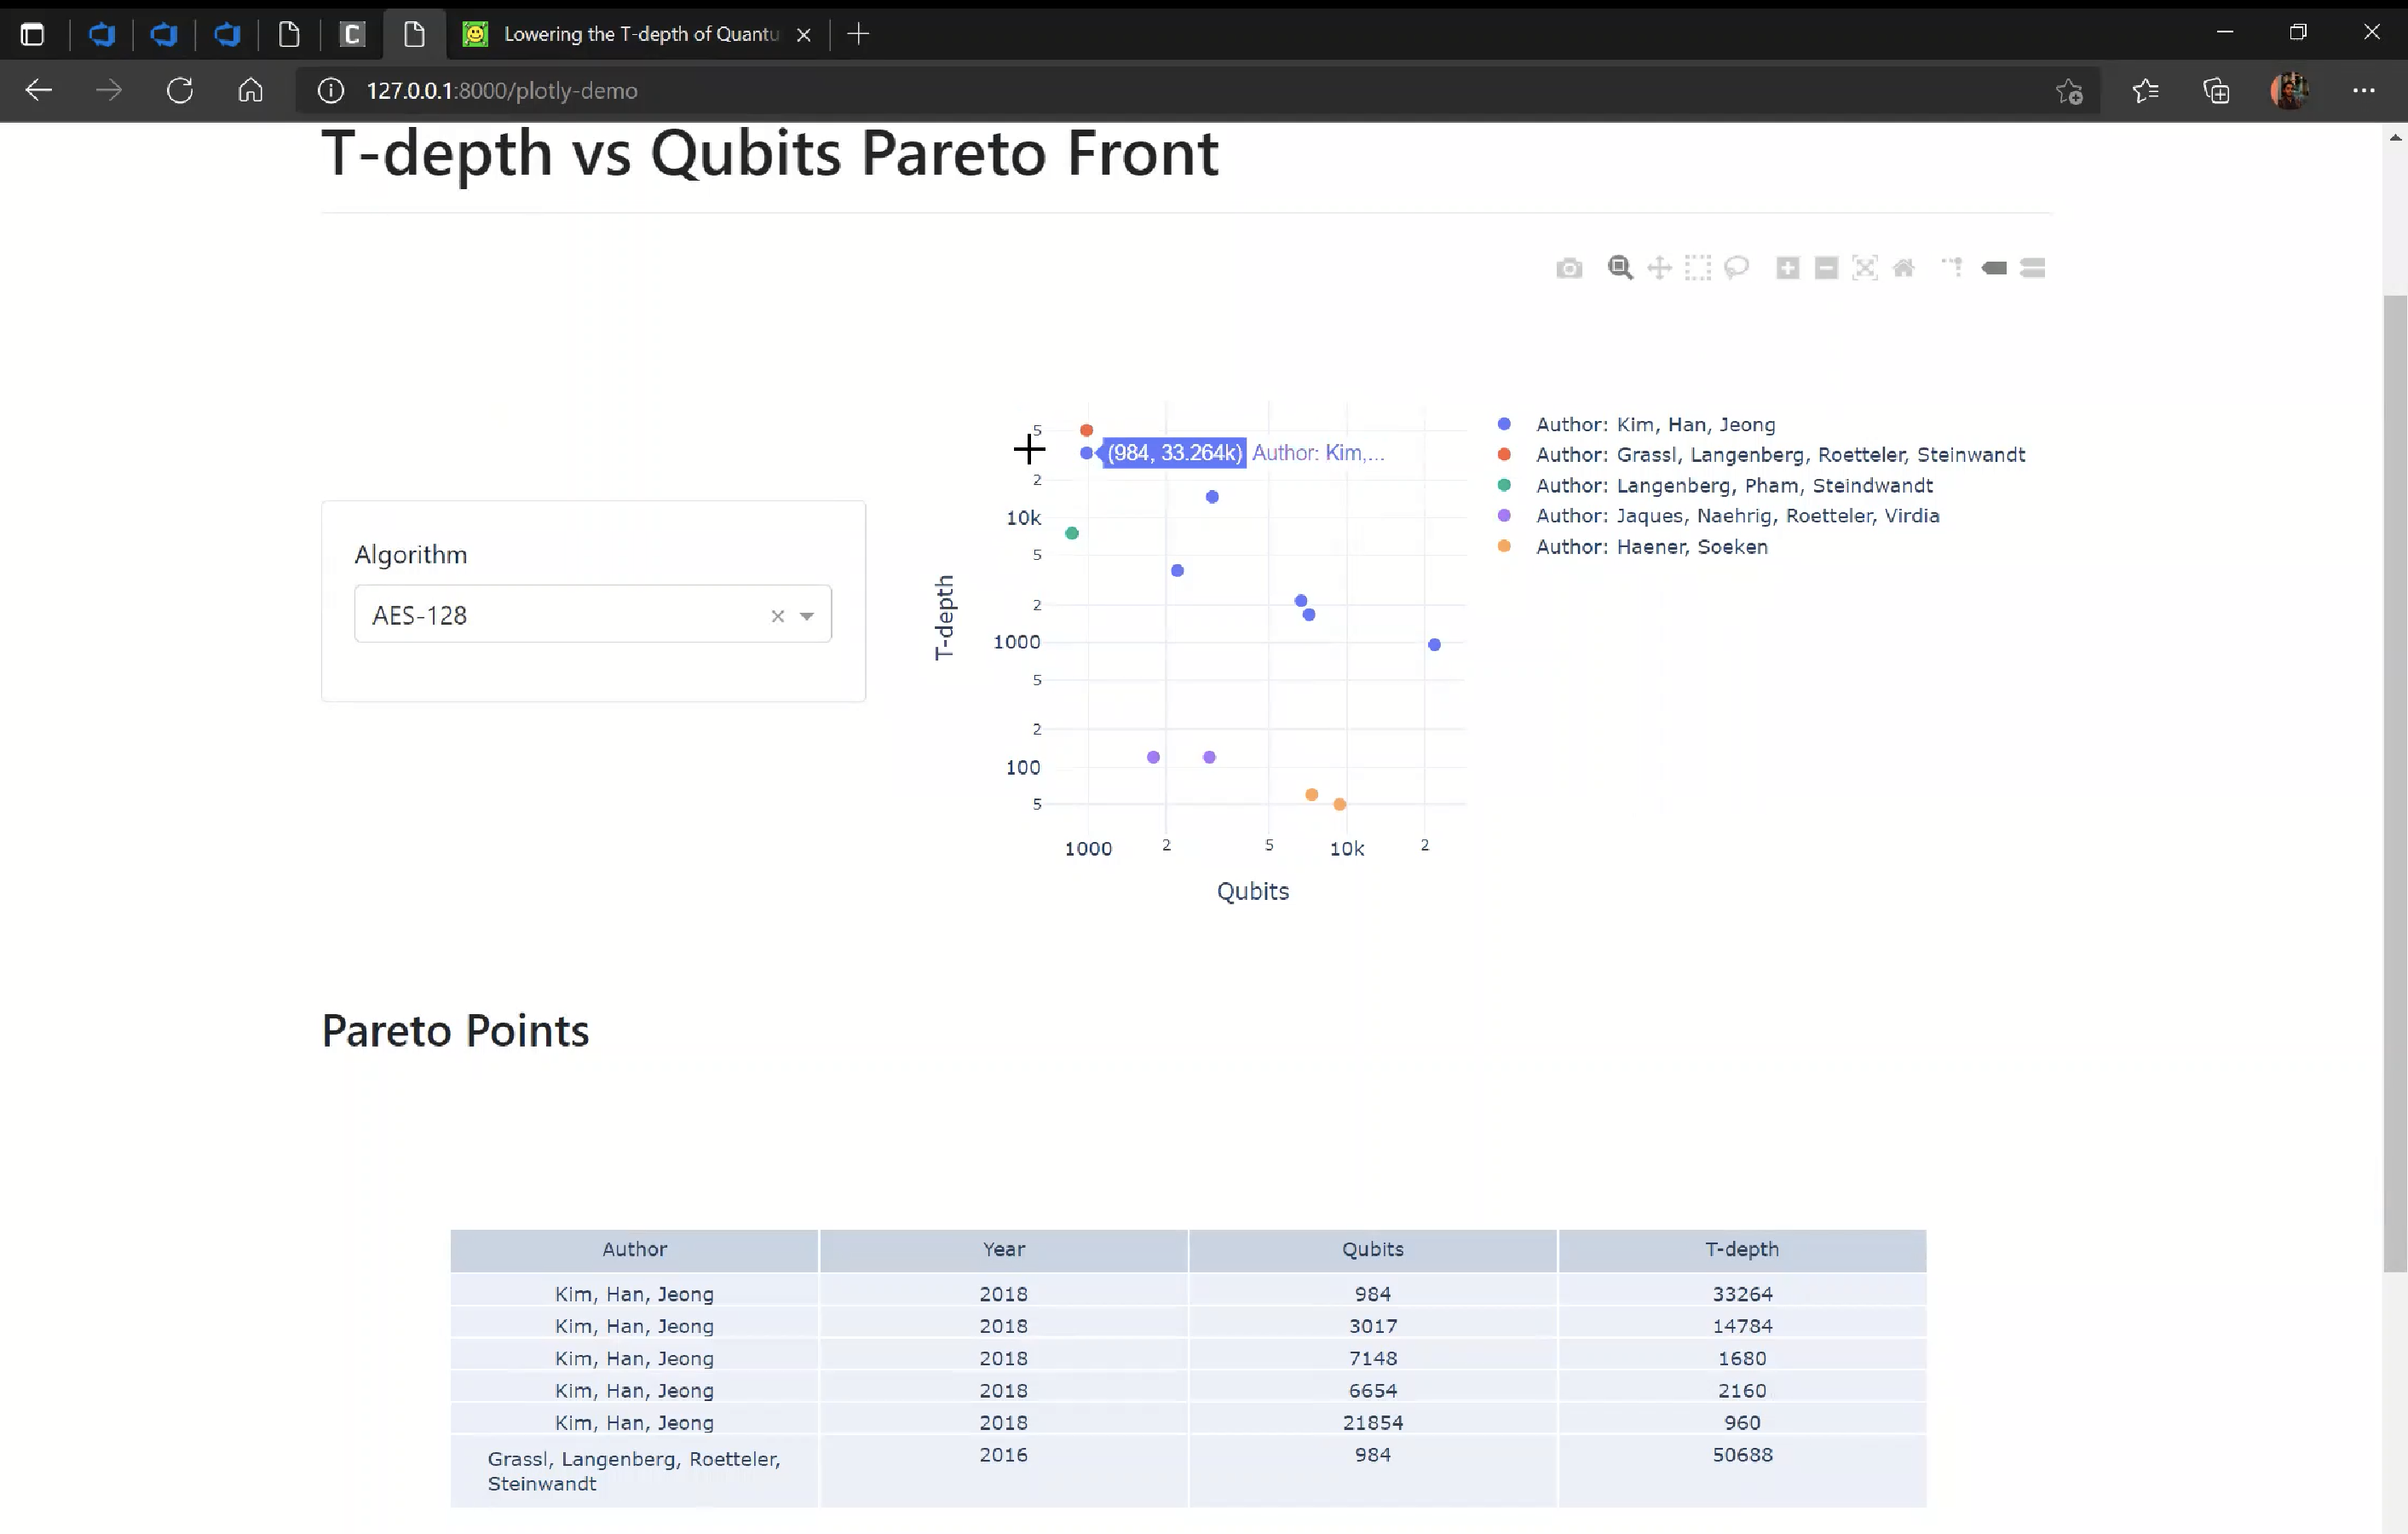 C
Lowering the T-depth of Quantu
127.0.0.1:8000/plotly-demo
T-depth vs Qubits Pareto Front
Algorithm
AES-128
T-depth
5
2
10k
5
2
1000
5
2
100
5
1000 2 5 10k 2
Qubits
(984, 33.264k) Author: Kim,...
Author: Kim, Han, Jeong
Author: Grassl, Langenberg, Roetteler, Steinwandt
Author: Langenberg, Pham, Steindwandt
Author: Jaques, Naehrig, Roetteler, Virdia
Author: Haener, Soeken
Pareto Points
Author Year Qubits T-depth
Kim, Han, Jeong 2018 984 33264
Kim, Han, Jeong 2018 3017 14784
Kim, Han, Jeong 2018 7148 1680
Kim, Han, Jeong 2018 6654 2160
Kim, Han, Jeong 2018 21854 960
Grassl, Langenberg, Roetteler, 2016 984 50688
Steinwandt